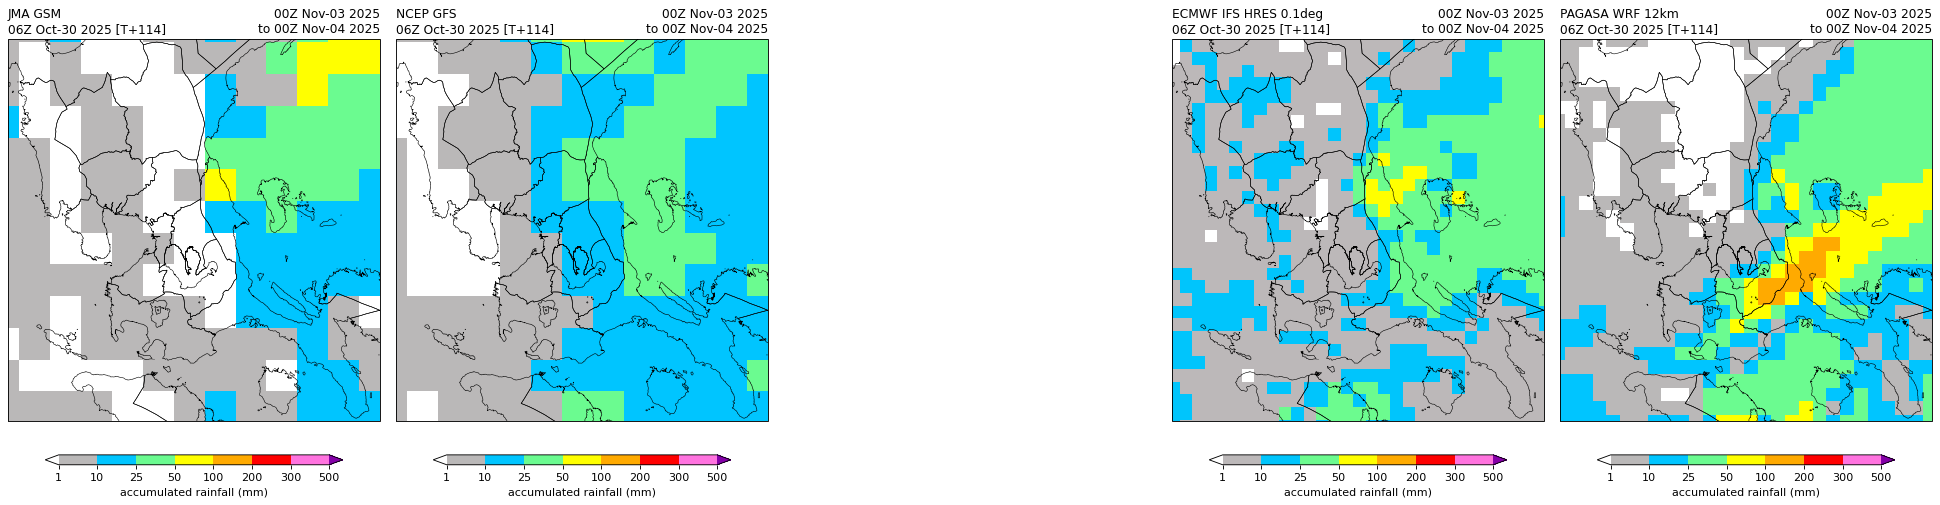 JMA GSM 00Z Nov-03 2025
06Z Oct-30 2025 [T+114] to 00Z Nov-04 2025
1 10 25 50 100 200 300 500
accumulated rainfall (mm)
NCEP GFS 00Z Nov-03 2025
06Z Oct-30 2025 [T+114] to 00Z Nov-04 2025
1 10 25 50 100 200 300 500
accumulated rainfall (mm)
ECMWF IFS HRES 0.1deg 00Z Nov-03 2025
06Z Oct-30 2025 [T+114] to 00Z Nov-04 2025
1 10 25 50 100 200 300 500
accumulated rainfall (mm)
PAGASA WRF 12km 00Z Nov-03 2025
06Z Oct-30 2025 [T+114] to 00Z Nov-04 2025
1 10 25 50 100 200 300 500
accumulated rainfall (mm)